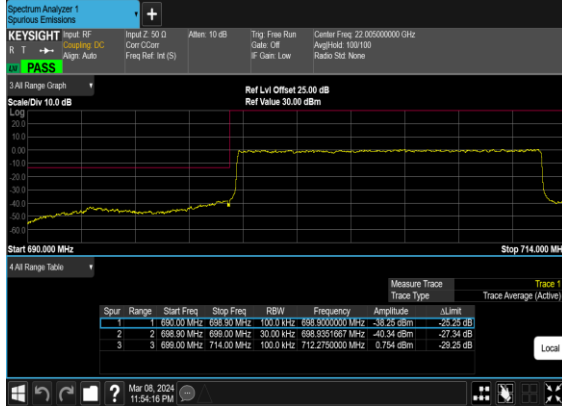 Spectrum Analyzer 1
Spurious Emissions
+
KEYSIGHT Input: RF Input Z: 50 Ω Atten: 10 dB Trig: Free Run Center Freq: 22.005000000 GHz
R T Coupling: DC Corr CCorr Gate: Off Avg|Hold: 100/100
Align: Auto Freq Ref: Int (S) IF Gain: Low Radio Std: None
PASS
3 All Range Graph
Ref Lvl Offset 25.00 dB
Scale/Div 10.0 dB Ref Value 30.00 dBm
Log
20.0
10.0
0.00
-10.0
-20.0
-30.0
-40.0
-50.0
-60.0
Start 690.000 MHz Stop 714.000 MH
4 All Range Table
Measure Trace Trace 1
Trace Type Trace Average (Active)
Spur Range Start Freq Stop Freq RBW Frequency Amplitude ΔLimit
1 1 690.00 MHz 698.90 MHz 100.0 kHz 698.9000000 MHz -38.25 dBm -25.25 dB
2 2 698.90 MHz 699.00 MHz 30.00 kHz 698.9351667 MHz -40.34 dBm -27.34 dB
3 3 699.00 MHz 714.00 MHz 100.0 kHz 712.2750000 MHz 0.754 dBm -29.25 dB
Local
? Mar 08, 2024
11:54:16 PM